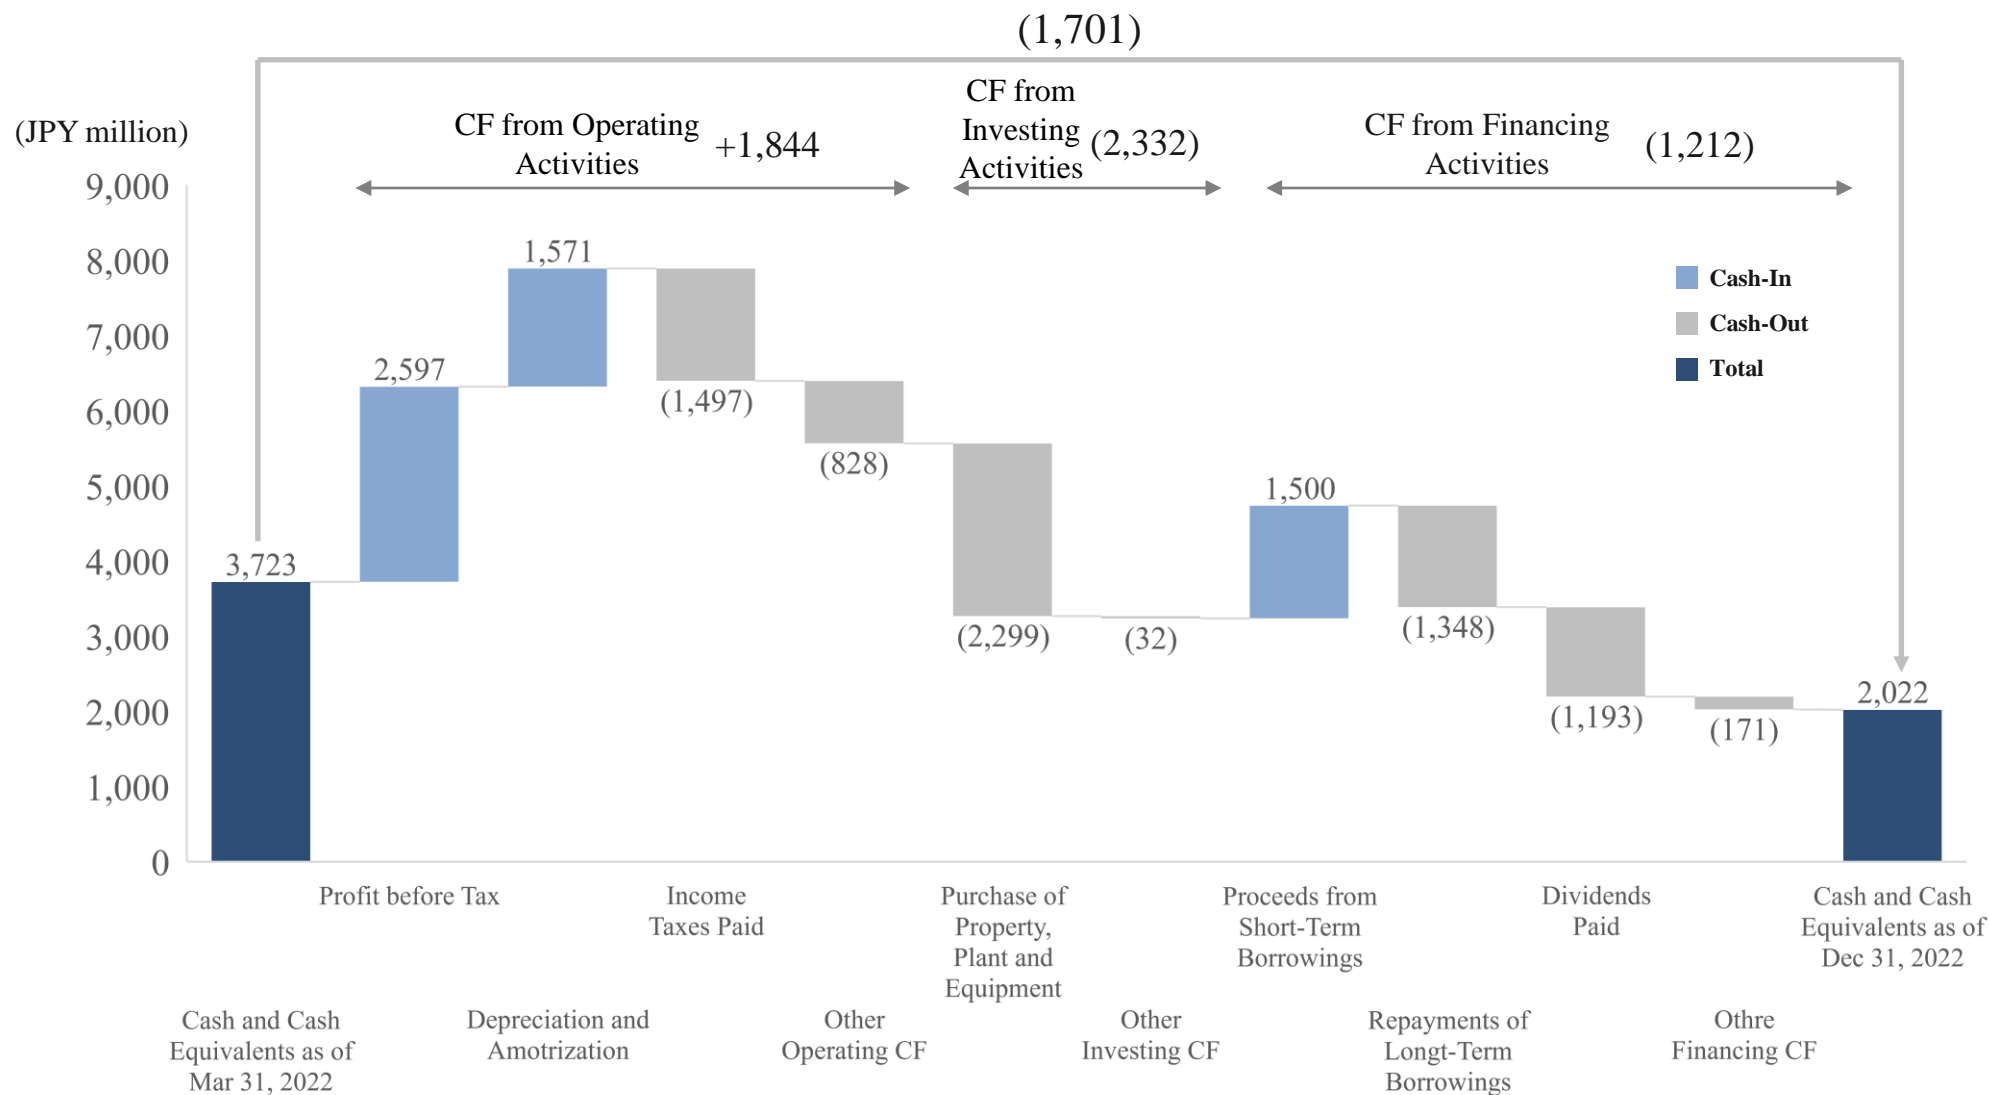 (1,701)
(JPY million)
CF from Operating
Activities
+1,844
CF from
Investing
Activities
(2,332)
CF from Financing
Activities
(1,212)
9,000
8,000
7,000
6,000
5,000
4,000
3,000
2,000
1,000
0
3,723
2,597
1,571
(1,497)
(828)
(2,299)
(32)
1,500
(1,348)
(1,193)
(171)
2,022
Cash-In
Cash-Out
Total
Profit before Tax
Income
Taxes Paid
Purchase of
Property,
Plant and
Equipment
Proceeds from
Short-Term
Borrowings
Dividends
Paid
Cash and Cash
Equivalents as of
Dec 31, 2022
Cash and Cash
Equivalents as of
Mar 31, 2022
Depreciation and
Amotrization
Other
Operating CF
Other
Investing CF
Repayments of
Longt-Term
Borrowings
Othre
Financing CF